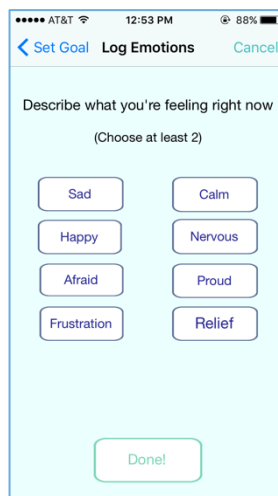 AT&T 12:53 PM 88%
Set Goal Log Emotions Cancel
Describe what you're feeling right now
(Choose at least 2)
Sad Calm
Happy Nervous
Afraid Proud
Frustration Relief
Done!